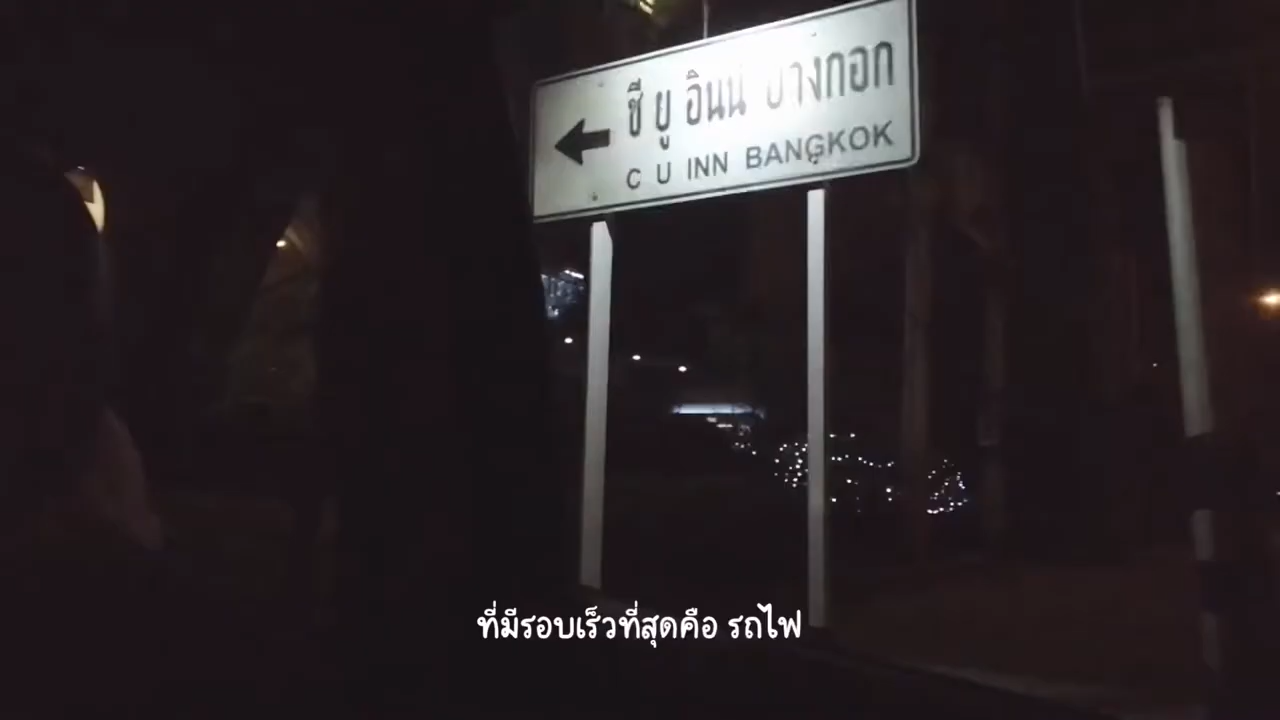 ซี ยู อินน์ บางกอก
C U INN BANGKOK
ที่มีรอบเร็วที่สุดคือ รถไฟ